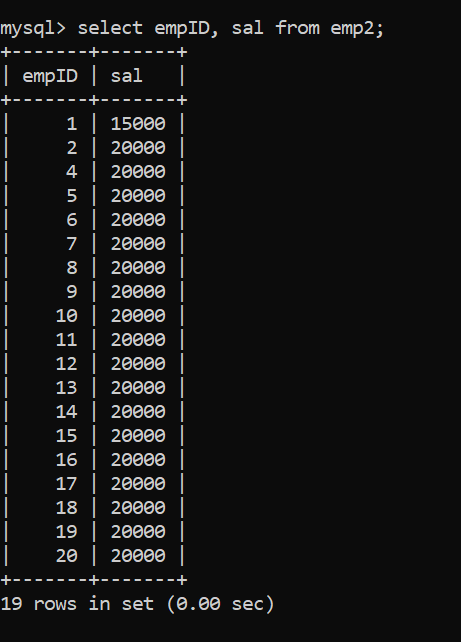 mysql> select empID, sal from emp2;
+-------+-------+
| empID | sal   |
+-------+-------+
|     1 | 15000 |
|     2 | 20000 |
|     4 | 20000 |
|     5 | 20000 |
|     6 | 20000 |
|     7 | 20000 |
|     8 | 20000 |
|     9 | 20000 |
|    10 | 20000 |
|    11 | 20000 |
|    12 | 20000 |
|    13 | 20000 |
|    14 | 20000 |
|    15 | 20000 |
|    16 | 20000 |
|    17 | 20000 |
|    18 | 20000 |
|    19 | 20000 |
|    20 | 20000 |
+-------+-------+
19 rows in set (0.00 sec)